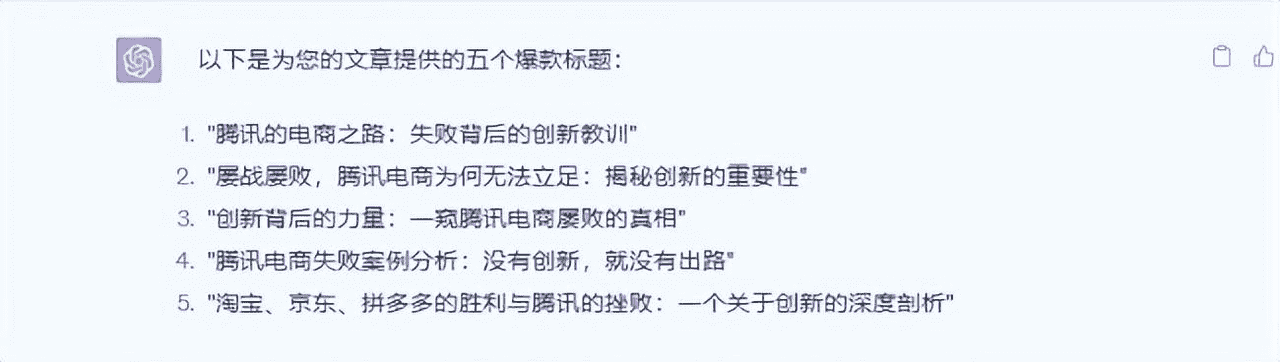 以下是为您的文章提供的五个爆款标题：
1. "腾讯的电商之路：失败背后的创新教训"
2. "屡战屡败，腾讯电商为何无法立足：揭秘创新的重要性"
3. "创新背后的力量：一窥腾讯电商屡败的真相"
4. "腾讯电商失败案例分析：没有创新，就没有出路"
5. "淘宝、京东、拼多多的胜利与腾讯的挫败：一个关于创新的深度剖析"